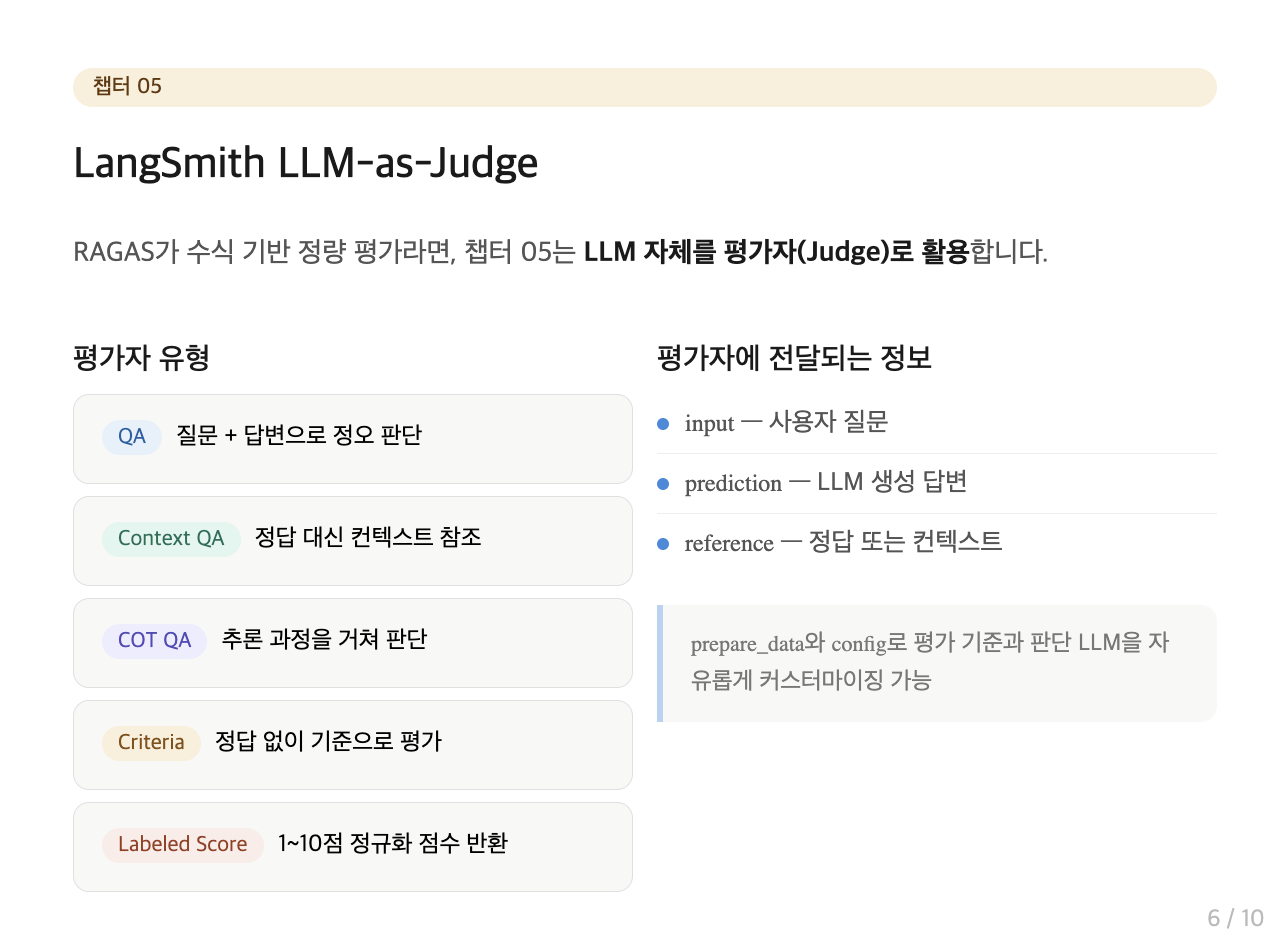 챕터 05
LangSmith LLM-as-Judge
RAGAS가 수식 기반 정량 평가라면, 챕터 05는 LLM 자체를 평가자(Judge)로 활용합니다.
평가자 유형
QA 질문 + 답변으로 정오 판단
Context QA 정답 대신 컨텍스트 참조
COT QA 추론 과정을 거쳐 판단
Criteria 정답 없이 기준으로 평가
Labeled Score 1~10점 정규화 점수 반환
평가자에 전달되는 정보
input — 사용자 질문
prediction — LLM 생성 답변
reference — 정답 또는 컨텍스트
prepare_data와 config로 평가 기준과 판단 LLM을 자
유롭게 커스터마이징 가능
6 / 10